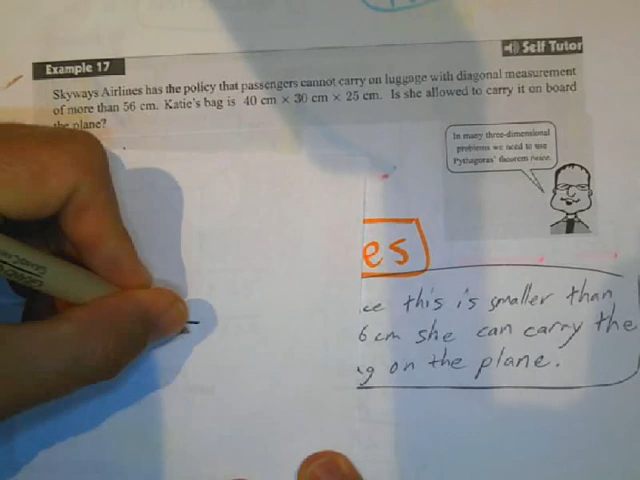 Self Tutor
Example 17
Skyways Airlines has the policy that passengers cannot carry on luggage with diagonal measurement
of more than 56 cm. Katie's bag is 40 cm × 30 cm × 25 cm. Is she allowed to carry it on board
the plane?
In many three-dimensional
problems we need to use
Pythagoras' theorem twice.
es
ce this is smaller than
6 cm she can carry the
g on the plane.